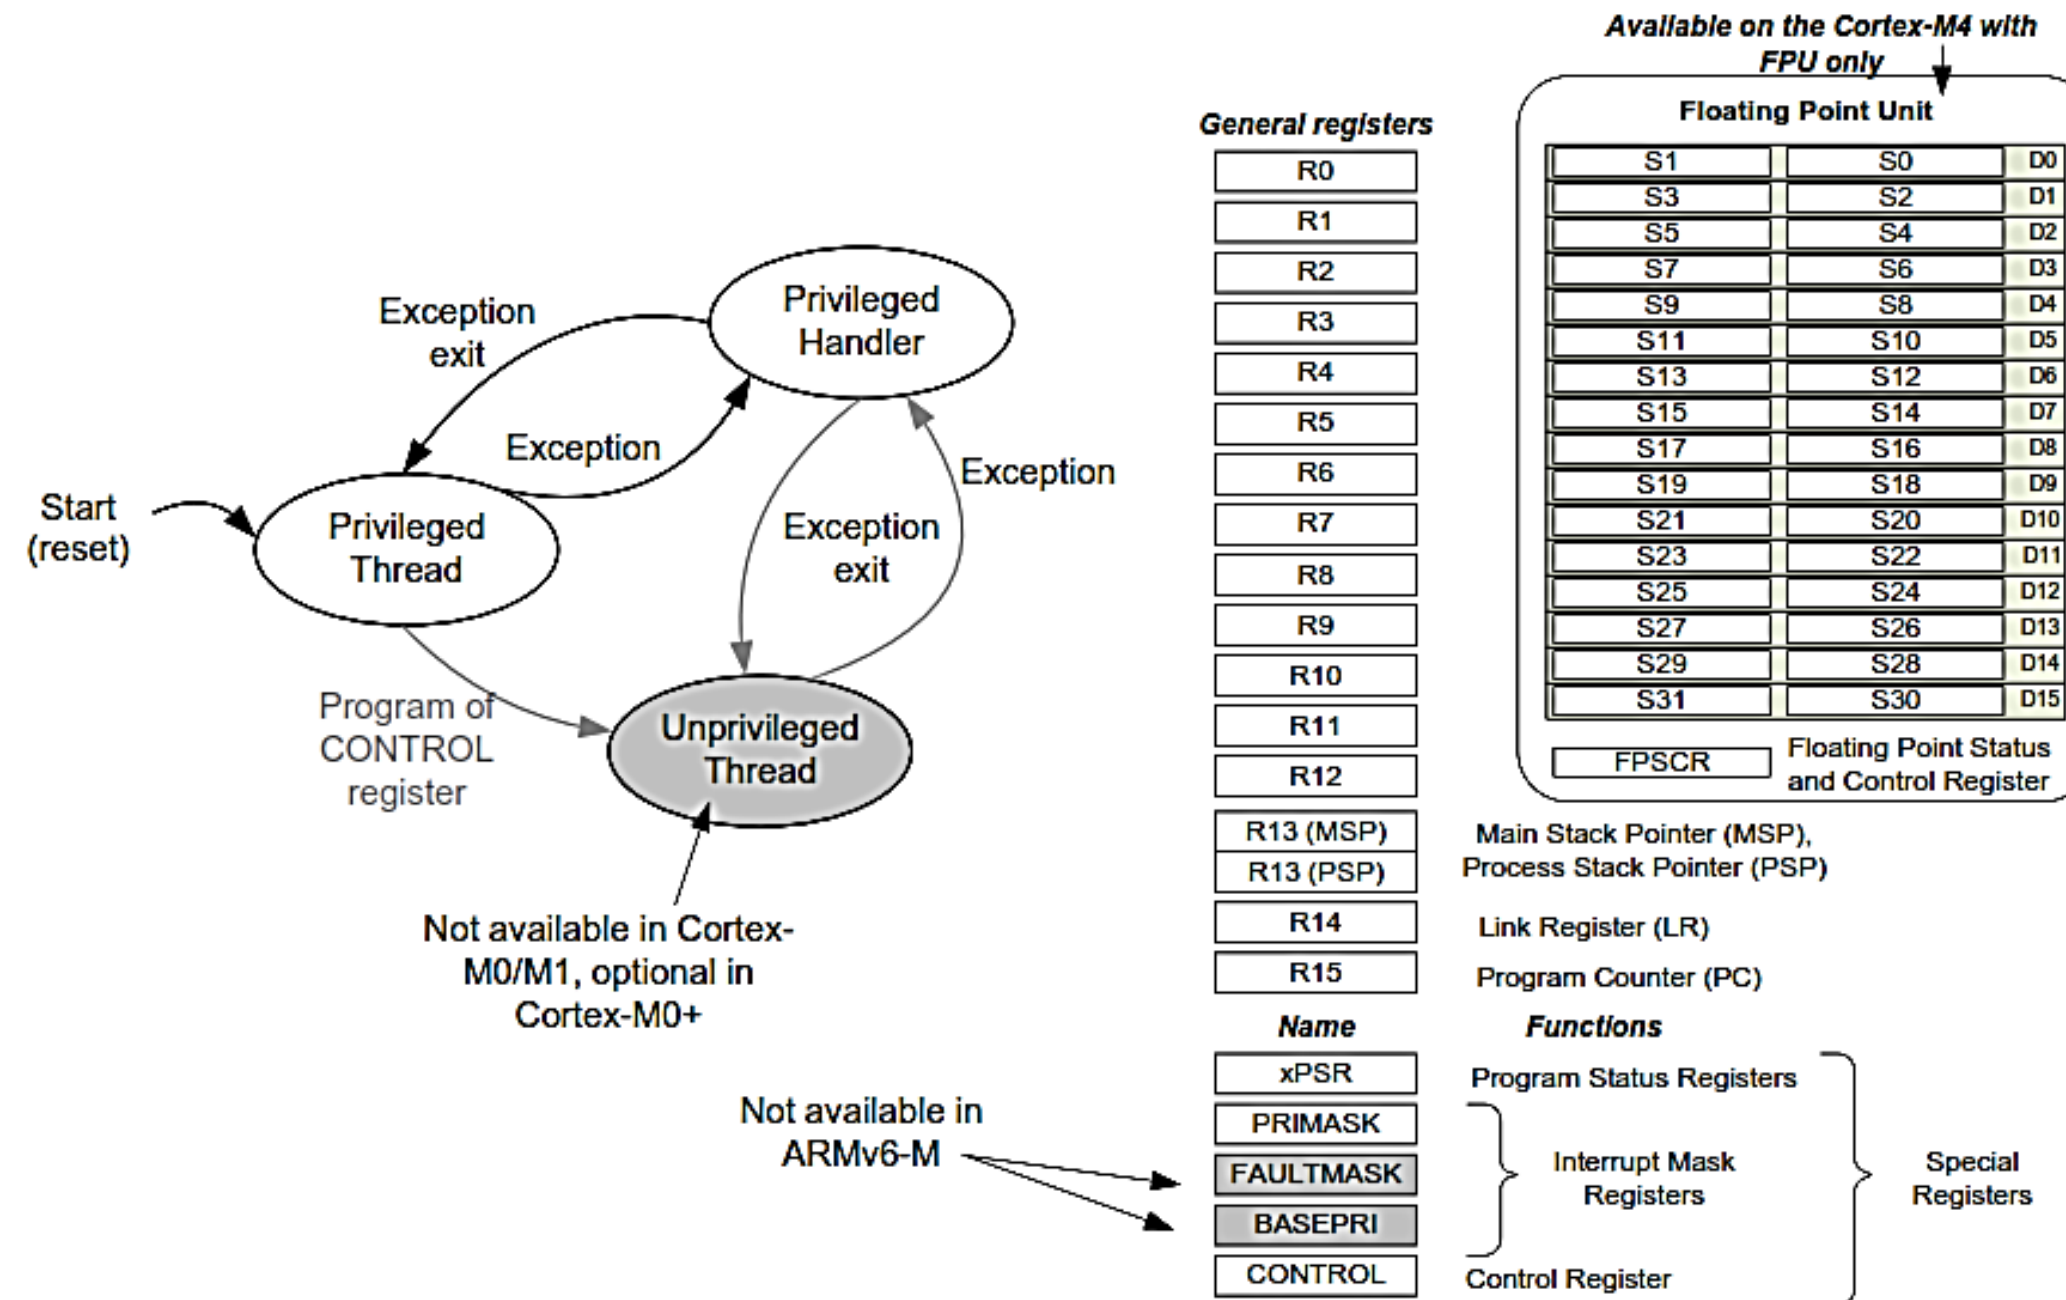 Available on the Cortex-M4 with
FPU only
Floating Point Unit
S1 S0 D0
S3 S2 D1
S5 S4 D2
S7 S6 D3
S9 S8 D4
S11 S10 D5
S13 S12 D6
S15 S14 D7
S17 S16 D8
S19 S18 D9
S21 S20 D10
S23 S22 D11
S25 S24 D12
S27 S26 D13
S29 S28 D14
S31 S30 D15
FPSCR
Floating Point Status
and Control Register
General registers
R0
R1
R2
R3
R4
R5
R6
R7
R8
R9
R10
R11
R12
R13 (MSP)
R13 (PSP)
Main Stack Pointer (MSP),
Process Stack Pointer (PSP)
R14
Link Register (LR)
R15
Program Counter (PC)
Name
Functions
xPSR
Program Status Registers
PRIMASK
FAULTMASK
BASEPRI
Interrupt Mask
Registers
Special
Registers
CONTROL
Control Register
Not available in
ARMv6-M
Privileged
Handler
Exception
exit
Exception
Exception
Exception
exit
Start
(reset)
Privileged
Thread
Program of
CONTROL
register
Unprivileged
Thread
Not available in Cortex-
M0/M1, optional in
Cortex-M0+